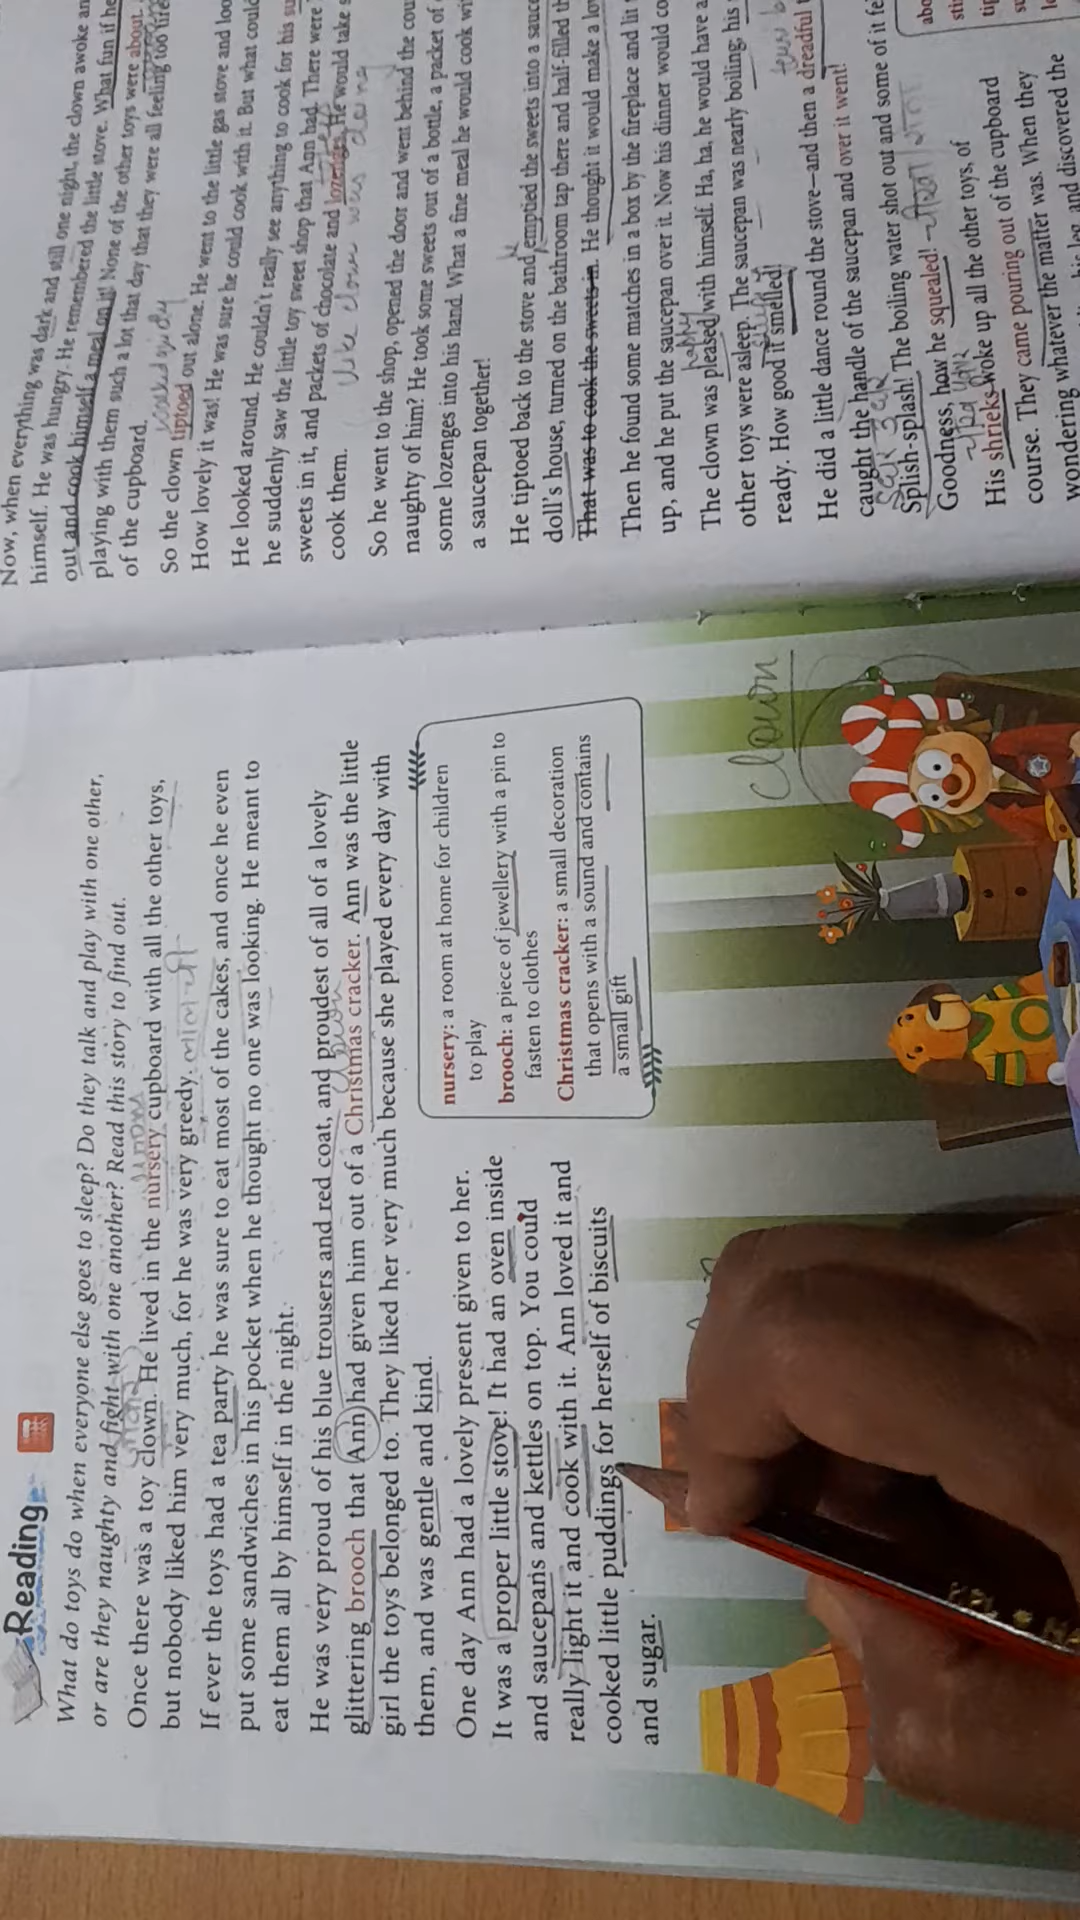 Reading
What do toys do when everyone else goes to sleep? Do they talk and play with one other,
or are they naughty and fight with one another? Read this story to find out.
Once there was a toy clown. He lived in the nursery cupboard with all the other toys,
but nobody liked him very much, for he was very greedy. लालची
If ever the toys had a tea party he was sure to eat most of the cakes, and once he even
put some sandwiches in his pocket when he thought no one was looking. He meant to
eat them all by himself in the night.
He was very proud of his blue trousers and red coat, and proudest of all of a lovely
glittering brooch that Ann had given him out of a Christmas cracker. Ann was the little
girl the toys belonged to. They liked her very much because she played every day with
them, and was gentle and kind.
One day Ann had a lovely present given to her.
It was a proper little stove! It had an oven inside
and saucepans and kettles on top. You could
really light it and cook with it. Ann loved it and
cooked little puddings for herself of biscuits
and sugar.
nursery: a room at home for children
to play
brooch: a piece of jewellery with a pin to
fasten to clothes
Christmas cracker: a small decoration
that opens with a sound and contains
a small gift
Clown
Now, when everything was dark and still one night, the clown awoke
himself. He was hungry. He remembered the little stove. What fun if he
out and cook himself a meal on it! None of the other toys were about.
playing with them such a lot that day that they were all feeling too
of the cupboard.
So the clown tiptoed out alone. He went to the little gas stove and
How lovely it was! He was sure he could cook with it. But what could
He looked around. He couldn't really see anything to cook for his
he suddenly saw the little toy sweet shop that Ann had. There were
sweets in it, and packets of chocolate and lozenges. He would take
cook them.
like clown was doing
So he went to the shop, opened the door and went behind the
naughty of him? He took some sweets out of a bottle, a packet of
some lozenges into his hand. What a fine meal he would cook
a saucepan together!
He tiptoed back to the stove and emptied the sweets into a
doll's house, turned on the bathroom tap there and half-filled
That was to cook the sweets in. He thought it would make a
Then he found some matches in a box by the fireplace and lit
up, and he put the saucepan over it. Now his dinner would
happy
The clown was pleased with himself. Ha, ha, he would have a
other toys were asleep. The saucepan was nearly boiling; his
ready. How good it smelled!
He did a little dance round the stove—and then a dreadful
caught the handle of the saucepan and over it went!
Splish-splash! The boiling water shot out and some of it
Goodness, how he squealed!
His shrieks woke up all the other toys, of
course. They came pouring out of the cupboard
wondering whatever the matter was. When they
his leg and discovered the